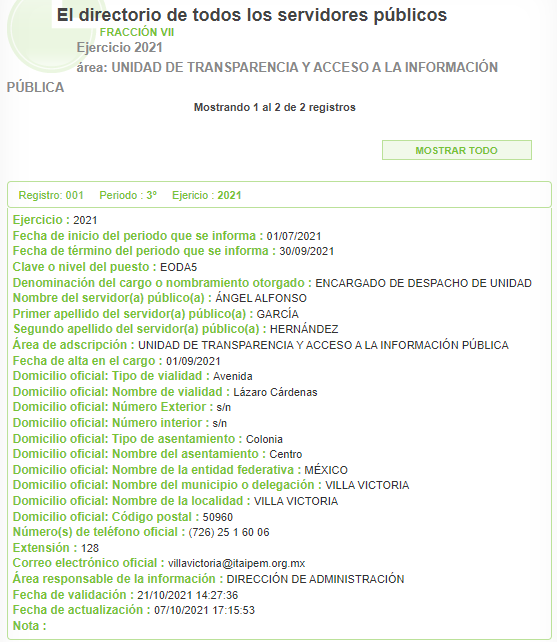 El directorio de todos los servidores públicos
FRACCIÓN VII
Ejercicio 2021
área: UNIDAD DE TRANSPARENCIA Y ACCESO A LA INFORMACIÓN
PÚBLICA
Mostrando 1 al 2 de 2 registros
MOSTRAR TODO
Registro: 001 Periodo : 3º Ejericio : 2021
Ejercicio : 2021
Fecha de inicio del periodo que se informa : 01/07/2021
Fecha de término del periodo que se informa : 30/09/2021
Clave o nivel del puesto : EODA5
Denominación del cargo o nombramiento otorgado : ENCARGADO DE DESPACHO DE UNIDAD
Nombre del servidor(a) público(a) : ÁNGEL ALFONSO
Primer apellido del servidor(a) público(a) : GARCÍA
Segundo apellido del servidor(a) público(a) : HERNÁNDEZ
Área de adscripción : UNIDAD DE TRANSPARENCIA Y ACCESO A LA INFORMACIÓN PÚBLICA
Fecha de alta en el cargo : 01/09/2021
Domicilio oficial: Tipo de vialidad : Avenida
Domicilio oficial: Nombre de vialidad : Lázaro Cárdenas
Domicilio oficial: Número Exterior : s/n
Domicilio oficial: Número interior : s/n
Domicilio oficial: Tipo de asentamiento : Colonia
Domicilio oficial: Nombre del asentamiento : Centro
Domicilio oficial: Nombre de la entidad federativa : MÉXICO
Domicilio oficial: Nombre del municipio o delegación : VILLA VICTORIA
Domicilio oficial: Nombre de la localidad : VILLA VICTORIA
Domicilio oficial: Código postal : 50960
Número(s) de teléfono oficial : (726) 25 1 60 06
Extensión : 128
Correo electrónico oficial : villavictoria@itaipem.org.mx
Área responsable de la información : DIRECCIÓN DE ADMINISTRACIÓN
Fecha de validación : 21/10/2021 14:27:36
Fecha de actualización : 07/10/2021 17:15:53
Nota :